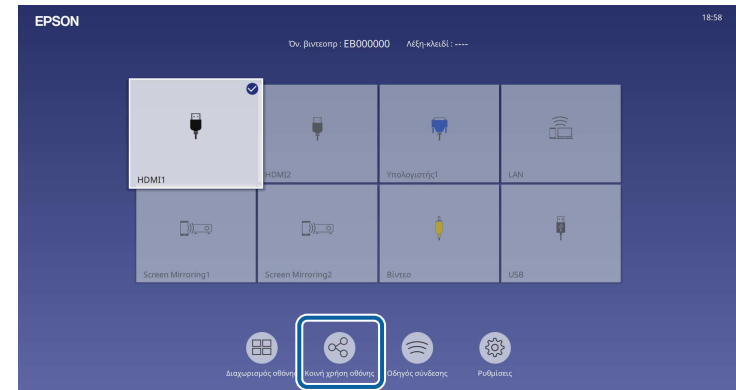 EPSON
18:58
Όν. βιντεοπρ : EB000000 Λέξη-κλειδί : ----
HDMI1
HDMI2
Υπολογιστής1
LAN
Screen Mirroring1
Screen Mirroring2
Βίντεο
USB
Διαχωρισμός οθόνης
Κοινή χρήση οθόνης
Οδηγός σύνδεσης
Ρυθμίσεις